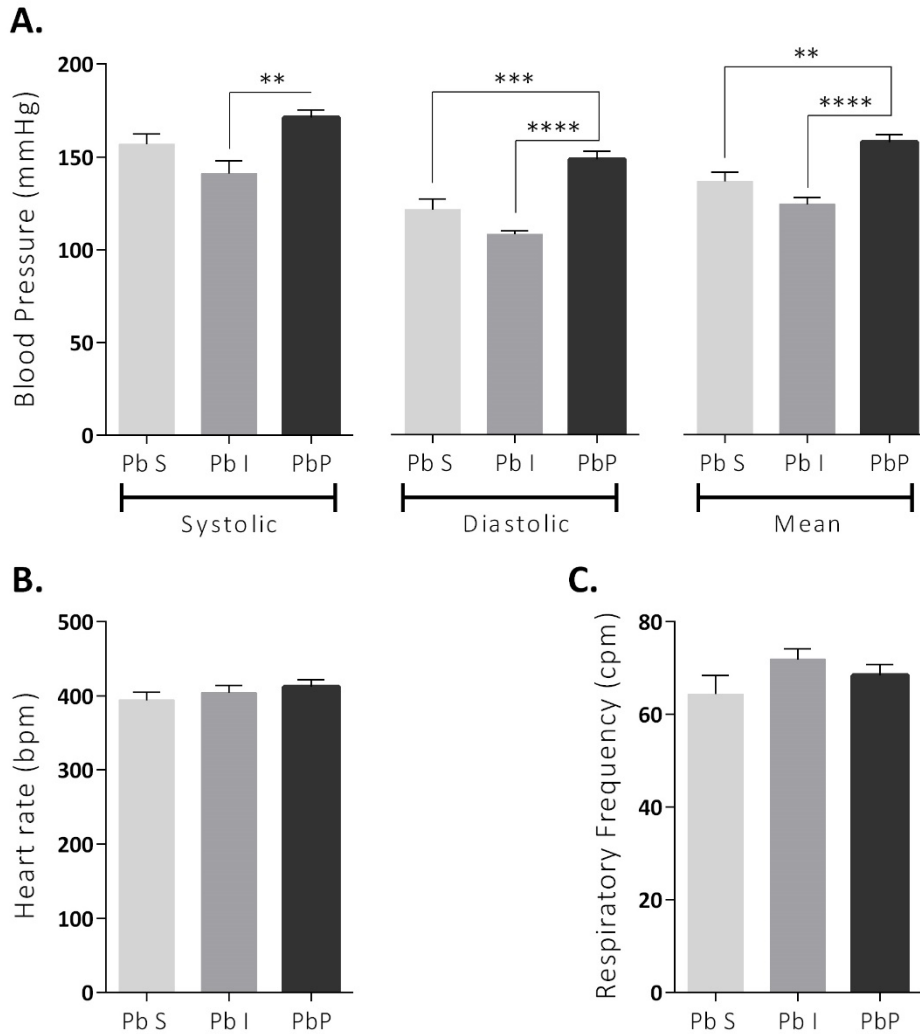 A.
Blood Pressure (mmHg)
200
150
100
50
0
**
***
****
**
****
Pb S Pb I PbP
Pb S Pb I PbP
Pb S Pb I PbP
Systolic
Diastolic
Mean
B.
Heart rate (bpm)
500
400
300
200
100
0
Pb S Pb I PbP
C.
Respiratory Frequency (cpm)
80
60
40
20
0
Pb S Pb I PbP